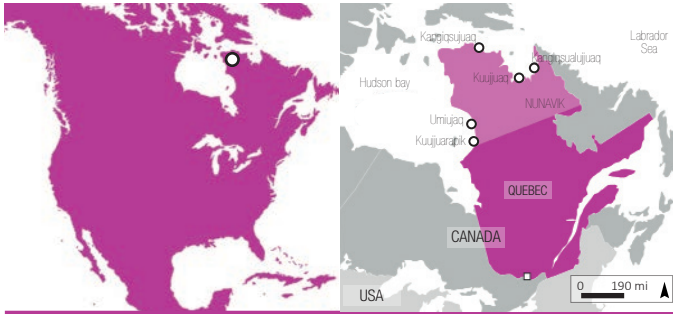 Kangiqsujuaq
Labrador
Sea
Kangiqsualujjuaq
Hudson bay
Kuujjuaq
NUNAVIK
Umiujaq
Kuujjuarapik
QUEBEC
CANADA
USA
0 190 mi